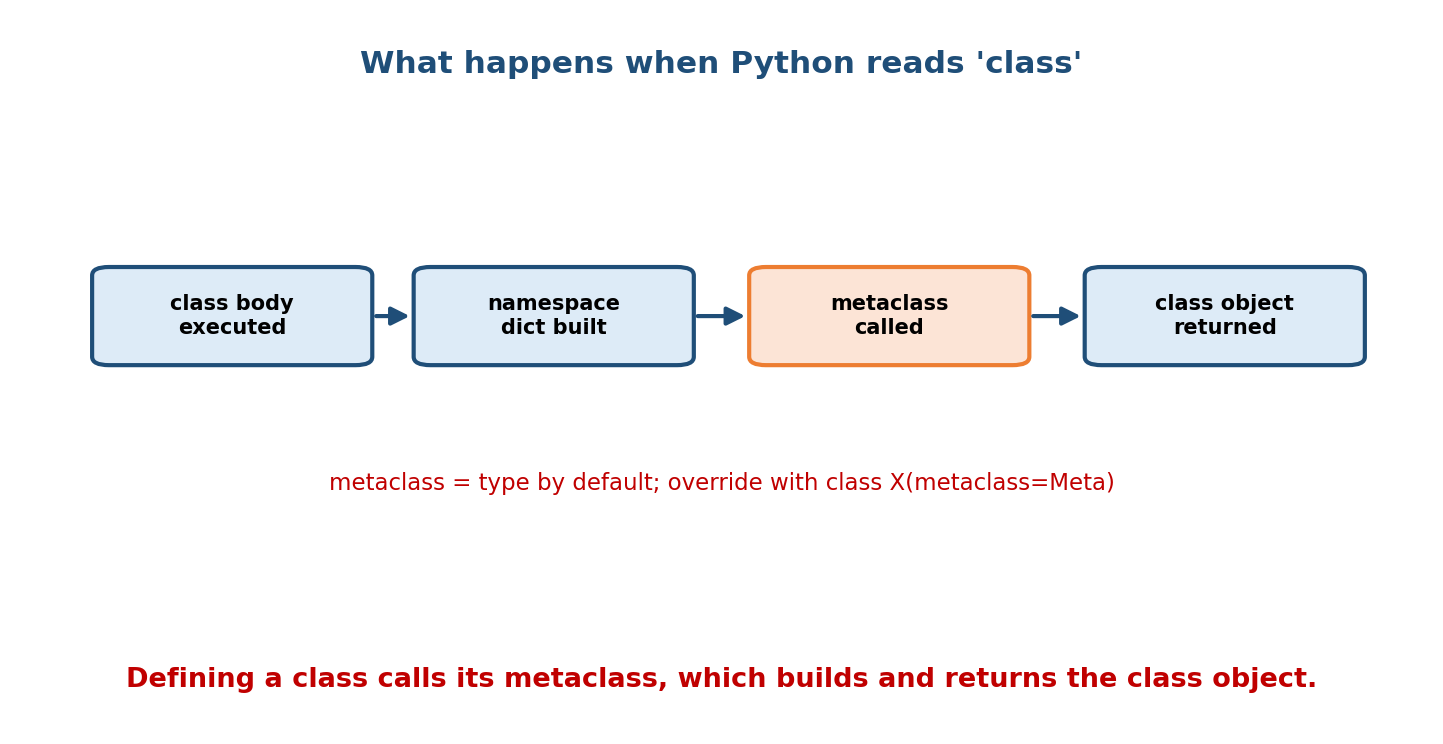 What happens when Python reads 'class'
class body
executed
namespace
dict built
metaclass
called
class object
returned
metaclass = type by default; override with class X(metaclass=Meta)
Defining a class calls its metaclass, which builds and returns the class object.